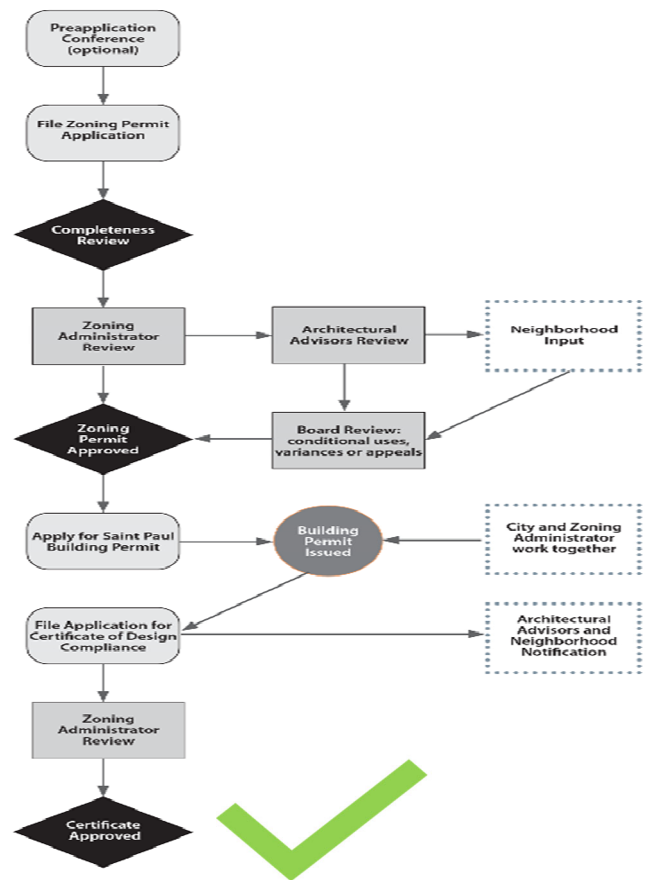 Preapplication
Conference
(optional)
File Zoning Permit
Application
Completeness
Review
Zoning
Administrator
Review
Architectural
Advisors Review
Neighborhood
Input
Zoning
Permit
Approved
Board Review:
conditional uses,
variances or appeals
Apply for Saint Paul
Building Permit
Building
Permit
Issued
City and Zoning
Administrator
work together
File Application for
Certificate of Design
Compliance
Architectural
Advisors and
Neighborhood
Notification
Zoning
Administrator
Review
Certificate
Approved